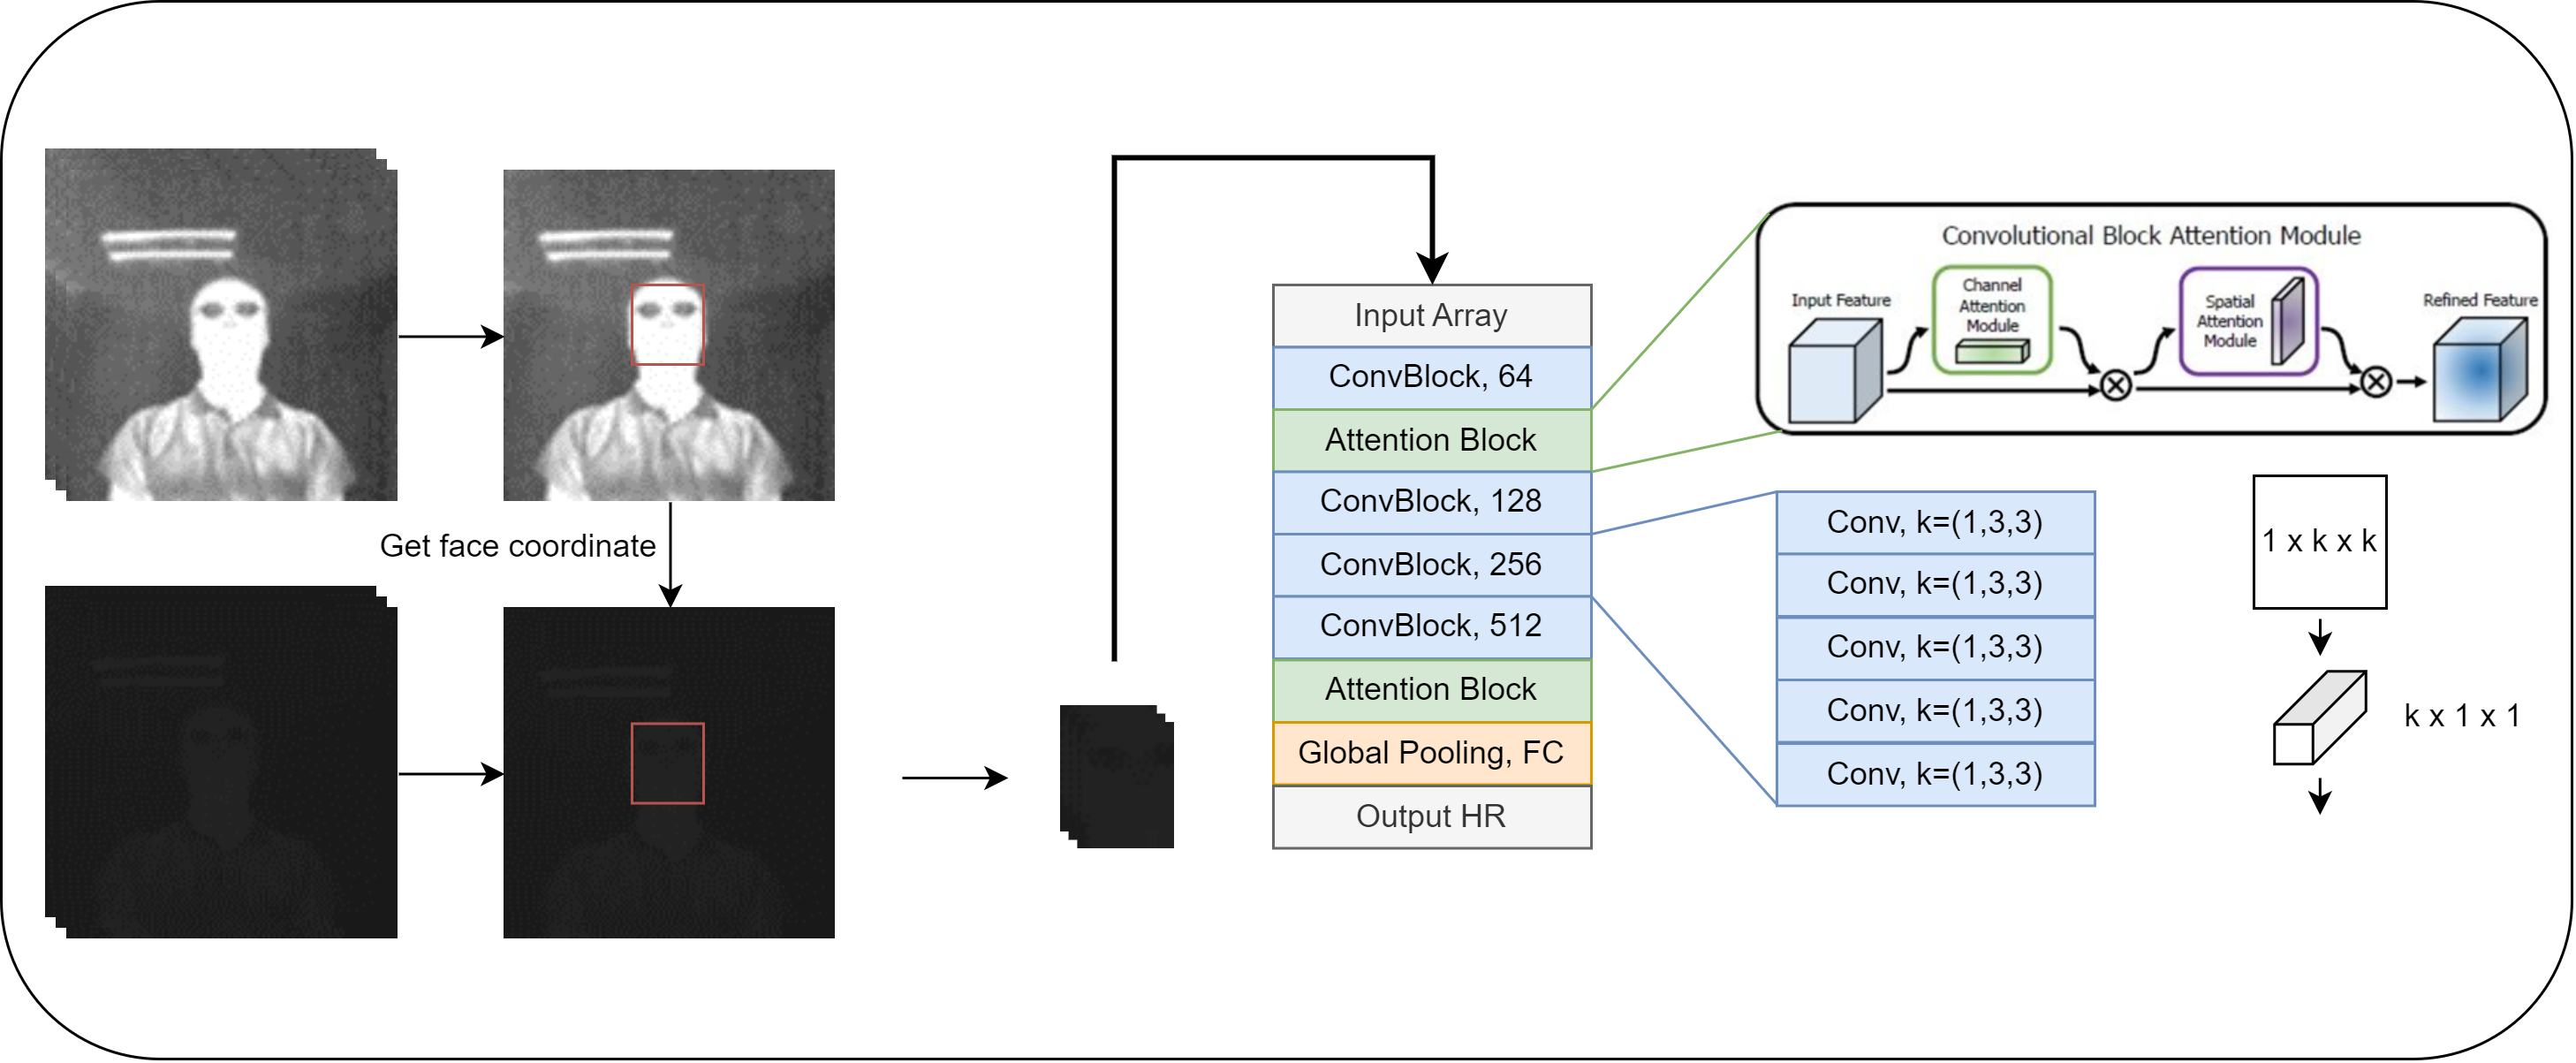 Get face coordinate
Input Array
ConvBlock, 64
Attention Block
ConvBlock, 128
ConvBlock, 256
ConvBlock, 512
Attention Block
Global Pooling, FC
Output HR
Convolutional Block Attention Module
Input Feature
Channel
Attention
Module
Spatial
Attention
Module
Refined Feature
Conv, k=(1,3,3)
Conv, k=(1,3,3)
Conv, k=(1,3,3)
Conv, k=(1,3,3)
Conv, k=(1,3,3)
1 x k x k
k x 1 x 1